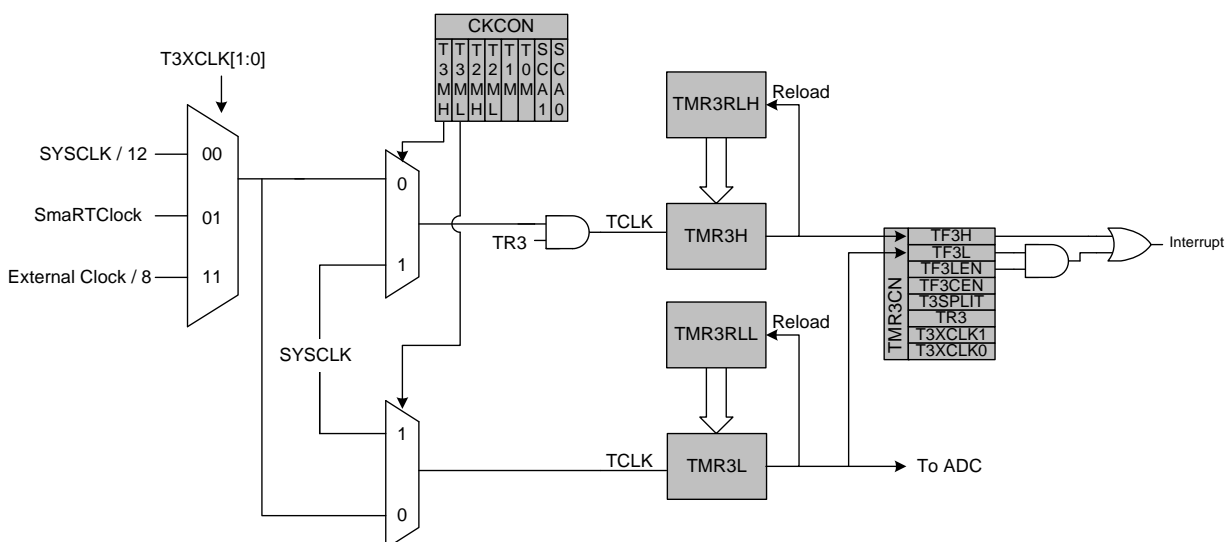 CKCON
T3MH T3ML T2MH T2ML T1M T0M SCA1 SCA0
T3XCLK[1:0]
SYSCLK / 12
00
SmaRTClock
01
External Clock / 8
11
0
1
SYSCLK
1
0
TR3
TCLK
TMR3RLH
Reload
TMR3H
TCLK
TMR3RLL
Reload
TMR3L
To ADC
TMR3CN
TF3H
TF3L
TF3LEN
TF3CEN
T3SPLIT
TR3
T3XCLK1
T3XCLK0
Interrupt